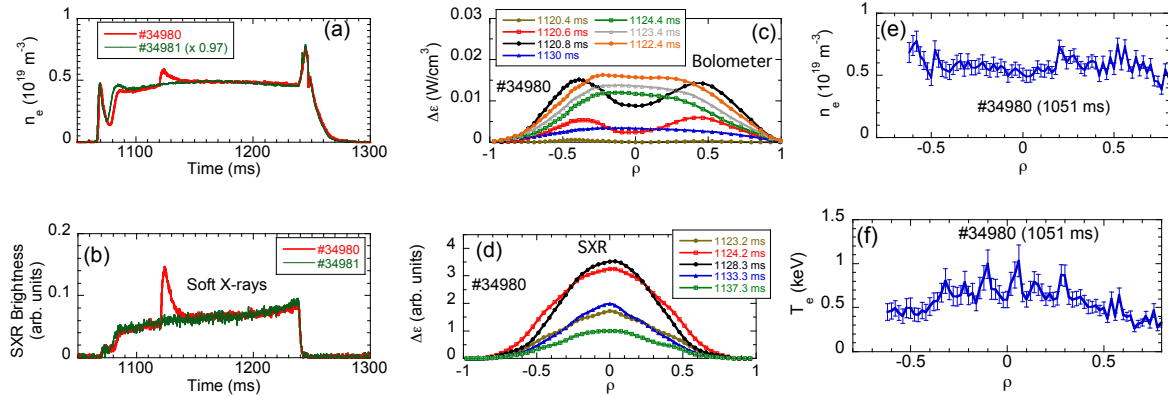 (a)
#34980
#34981 (x 0.97)
n_e (10^19 m^-3)
1
0.5
0
1100 1200 1300
Time (ms)
(b)
#34980
#34981
Soft X-rays
SXR Brightness
(arb. units)
0.2
0.1
0
1100 1200 1300
Time (ms)
(c)
1120.4 ms
1120.6 ms
1120.8 ms
1130 ms
1124.4 ms
1123.4 ms
1122.4 ms
Bolometer
#34980
Δε (W/cm^3)
0.03
0.02
0.01
0
-1 -0.5 0 0.5 1
ρ
(d)
SXR
1123.2 ms
1124.2 ms
1128.3 ms
1133.3 ms
1137.3 ms
#34980
Δε (arb. units)
4
3
2
1
0
-1 -0.5 0 0.5 1
ρ
(e)
n_e (10^19 m^-3)
1
0.5
0
#34980 (1051 ms)
-0.5 0 0.5
ρ
(f)
#34980 (1051 ms)
T_e (keV)
1.5
1
0.5
0
-0.5 0 0.5
ρ